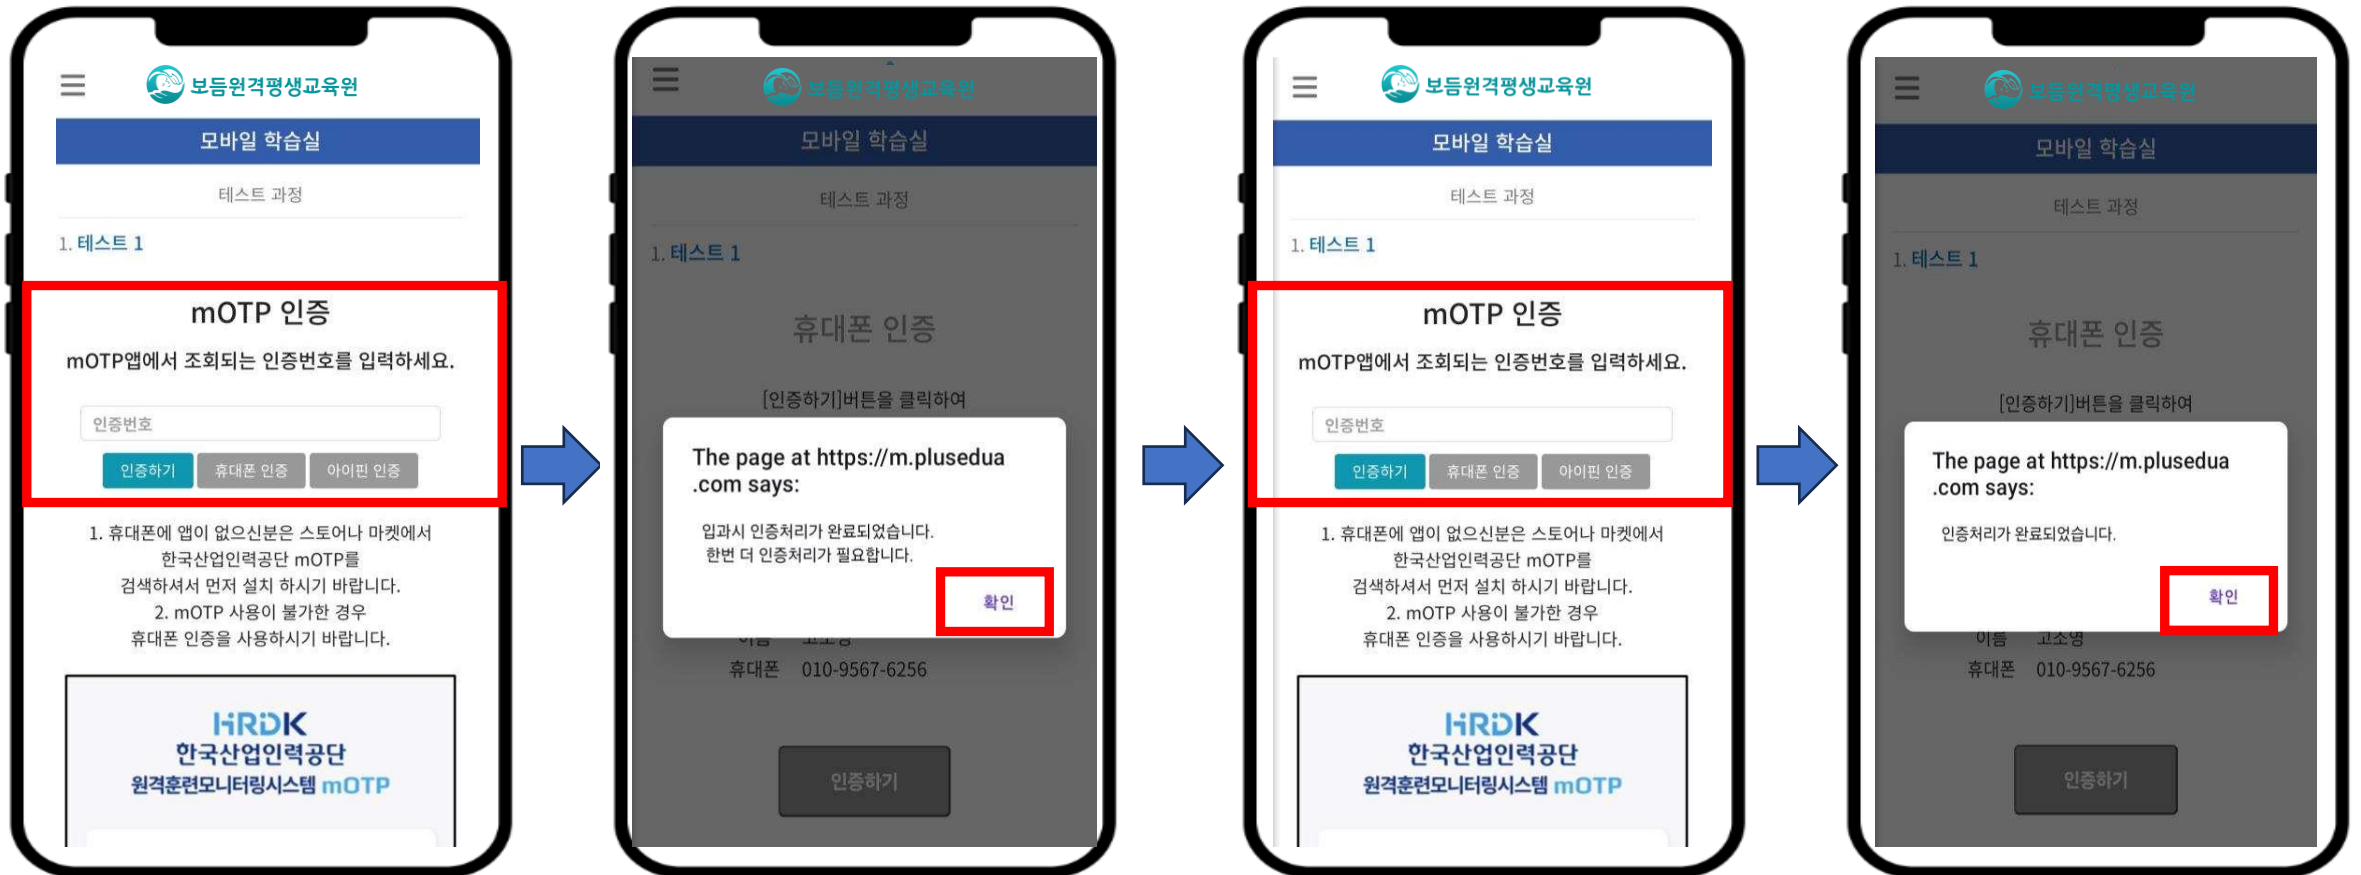 보듬원격평생교육원
모바일 학습실
테스트 과정
1. 테스트 1
mOTP 인증
mOTP앱에서 조회되는 인증번호를 입력하세요.
인증번호
인증하기 휴대폰 인증 아이핀 인증
1. 휴대폰에 앱이 없으신분은 스토어나 마켓에서
한국산업인력공단 mOTP를
검색하셔서 먼저 설치 하시기 바랍니다.
2. mOTP 사용이 불가한 경우
휴대폰 인증을 사용하시기 바랍니다.
HRDK
한국산업인력공단
원격훈련모니터링시스템 mOTP
보듬원격평생교육원
모바일 학습실
테스트 과정
1. 테스트 1
휴대폰 인증
[인증하기]버튼을 클릭하여
The page at https://m.plusedua
.com says:
입과시 인증처리가 완료되었습니다.
한번 더 인증처리가 필요합니다.
확인
이름 고소영
휴대폰 010-9567-6256
인증하기
보듬원격평생교육원
모바일 학습실
테스트 과정
1. 테스트 1
mOTP 인증
mOTP앱에서 조회되는 인증번호를 입력하세요.
인증번호
인증하기 휴대폰 인증 아이핀 인증
1. 휴대폰에 앱이 없으신분은 스토어나 마켓에서
한국산업인력공단 mOTP를
검색하셔서 먼저 설치 하시기 바랍니다.
2. mOTP 사용이 불가한 경우
휴대폰 인증을 사용하시기 바랍니다.
HRDK
한국산업인력공단
원격훈련모니터링시스템 mOTP
보듬원격평생교육원
모바일 학습실
테스트 과정
1. 테스트 1
휴대폰 인증
[인증하기]버튼을 클릭하여
The page at https://m.plusedua
.com says:
인증처리가 완료되었습니다.
확인
이름 고소영
휴대폰 010-9567-6256
인증하기